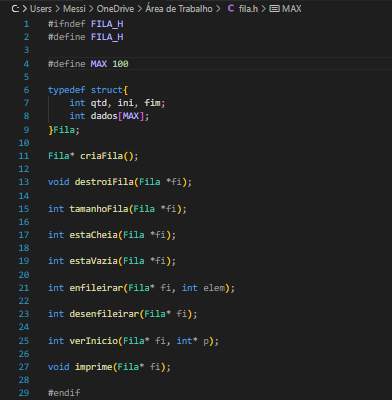 C: > Users > Messi > OneDrive > Área de Trabalho > C fila.h > MAX
1 #ifndef FILA_H
2 #define FILA_H
3
4 #define MAX 100
5
6 typedef struct{
7 int qtd, ini, fim;
8 int dados[MAX];
9 }Fila;
10
11 Fila* criaFila();
12
13 void destroiFila(Fila *fi);
14
15 int tamanhoFila(Fila *fi);
16
17 int estaCheia(Fila *fi);
18
19 int estaVazia(Fila *fi);
20
21 int enfileirar(Fila* fi, int elem);
22
23 int desenfileirar(Fila* fi);
24
25 int verInicio(Fila* fi, int* p);
26
27 void imprime(Fila* fi);
28
29 #endif